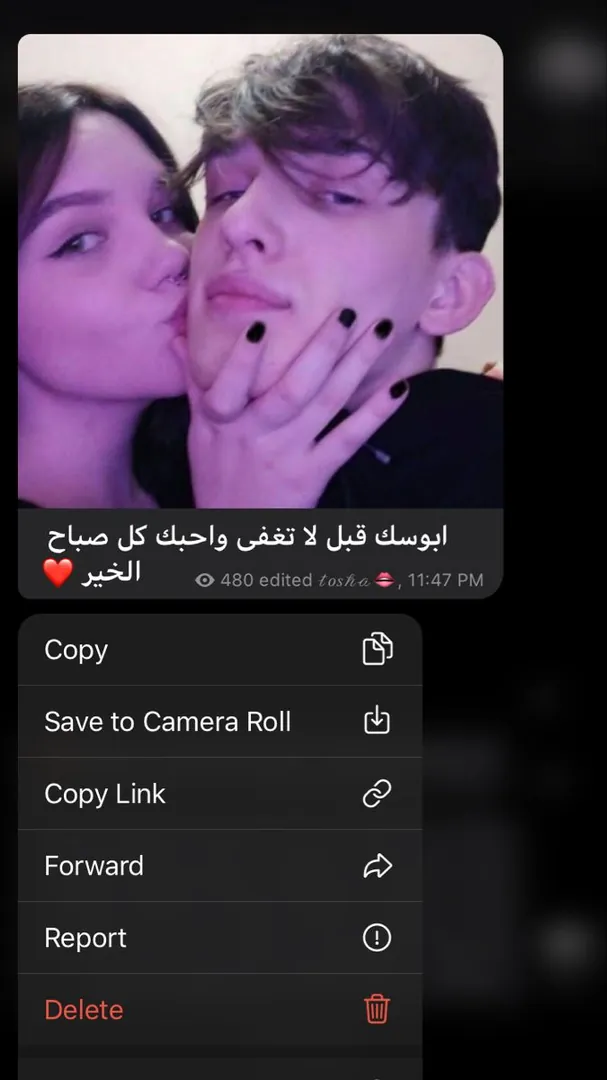 ابوسك قبل لا تغفى واحبك كل صباح
الخير ❤️
480 edited 𝓉𝑜𝓈𝒽𝒶🫦, 11:47 PM
Copy
Save to Camera Roll
Copy Link
Forward
Report
Delete